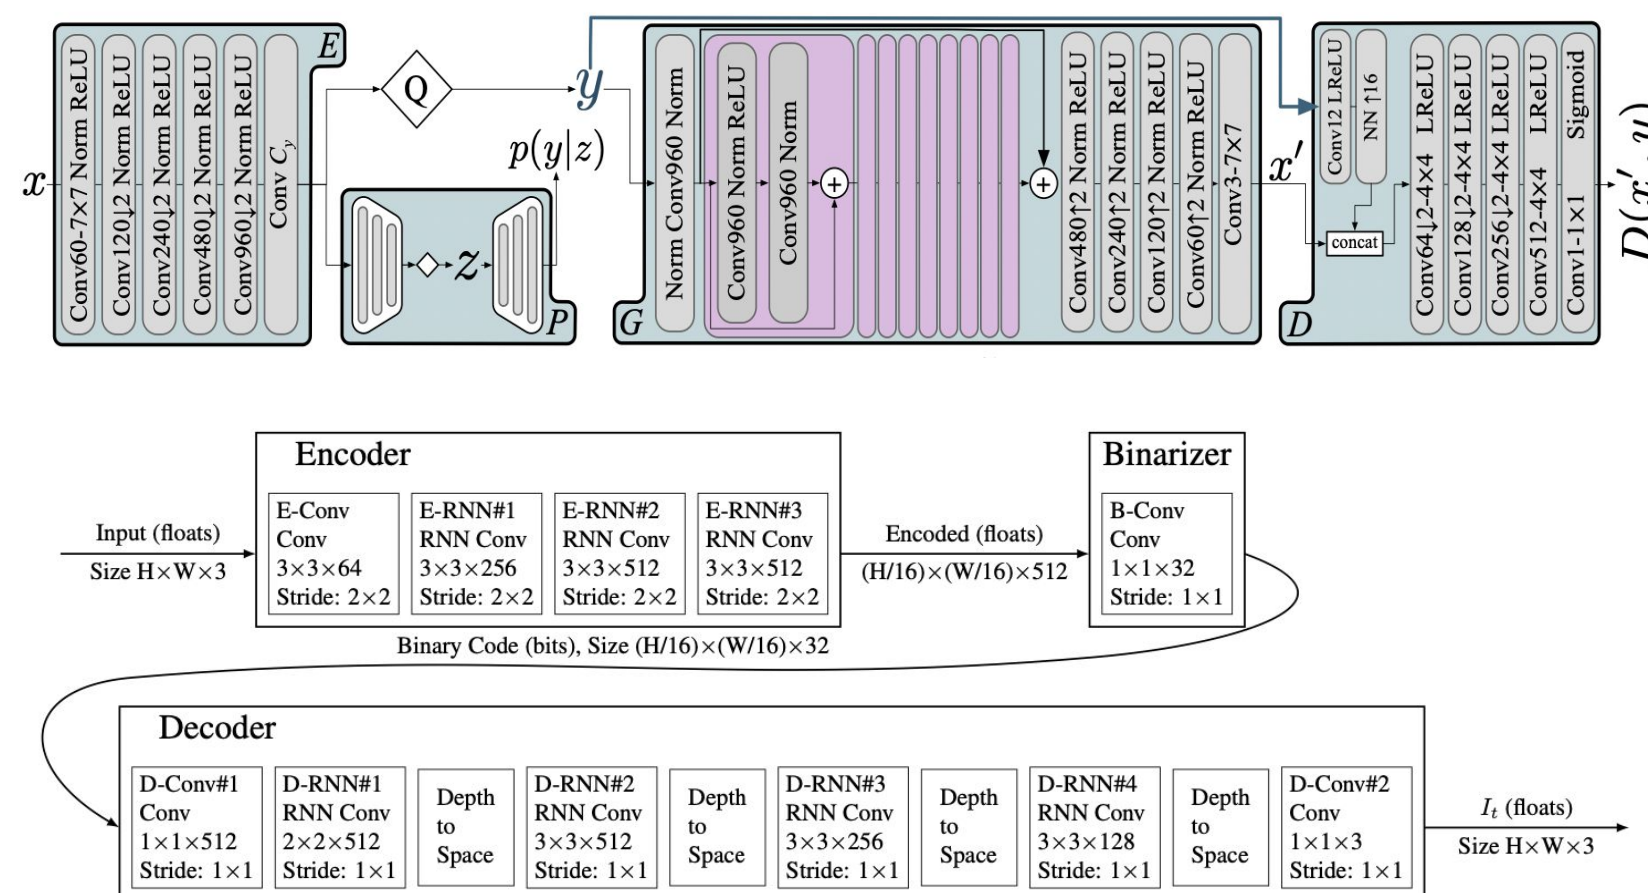 x
Conv60-7×7 Norm ReLU
Conv120↓2 Norm ReLU
Conv240↓2 Norm ReLU
Conv480↓2 Norm ReLU
Conv960↓2 Norm ReLU
Conv C_y
E
Q
y
p(y|z)
z
P
G
Norm Conv960 Norm
Conv960 Norm ReLU
Conv960 Norm
+
+
Conv480↑2 Norm ReLU
Conv240↑2 Norm ReLU
Conv120↑2 Norm ReLU
Conv60↑2 Norm ReLU
Conv3-7×7
x′
D
Conv12 LReLU
NN ↑16
concat
Conv64↓2-4×4 LReLU
Conv128↓2-4×4 LReLU
Conv256↓2-4×4 LReLU
Conv512-4×4 LReLU
Conv1-1×1 Sigmoid
D(x′,y)
Encoder
Input (floats)
Size H×W×3
E-Conv
Conv
3×3×64
Stride: 2×2
E-RNN#1
RNN Conv
3×3×256
Stride: 2×2
E-RNN#2
RNN Conv
3×3×512
Stride: 2×2
E-RNN#3
RNN Conv
3×3×512
Stride: 2×2
Encoded (floats)
(H/16)×(W/16)×512
Binarizer
B-Conv
Conv
1×1×32
Stride: 1×1
Binary Code (bits), Size (H/16)×(W/16)×32
Decoder
D-Conv#1
Conv
1×1×512
Stride: 1×1
D-RNN#1
RNN Conv
2×2×512
Stride: 1×1
Depth
to
Space
D-RNN#2
RNN Conv
3×3×512
Stride: 1×1
Depth
to
Space
D-RNN#3
RNN Conv
3×3×256
Stride: 1×1
Depth
to
Space
D-RNN#4
RNN Conv
3×3×128
Stride: 1×1
Depth
to
Space
D-Conv#2
Conv
1×1×3
Stride: 1×1
I_t (floats)
Size H×W×3